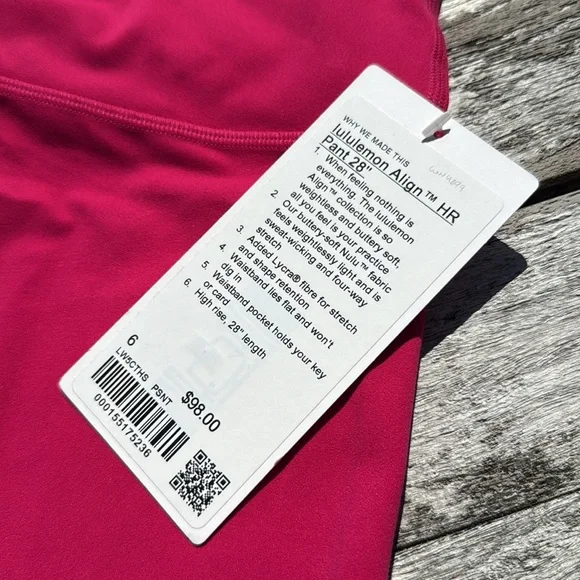 WHY WE MADE THIS
lululemon Align™ HR
Pant 28"
1. When feeling nothing is
everything. The lululemon
Align™ collection is so
weightless and buttery soft,
all you feel is your practice
2. Our buttery-soft Nulu™ fabric
feels weightlessly light and is
sweat-wicking and four-way
stretch
3. Added Lycra® fibre for stretch
and shape retention
4. Waistband lies flat and won't
dig in
5. Waistband pocket holds your key
or card
6. High rise, 28" length
6
LW5CTHS PSNT
$98.00
000155175236